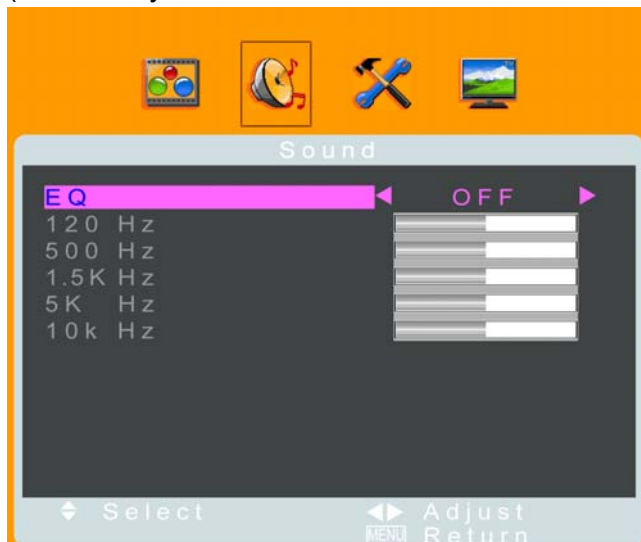 Sound
EQ OFF
120 Hz
500 Hz
1.5K Hz
5K Hz
10k Hz
Select Adjust
MENU Return